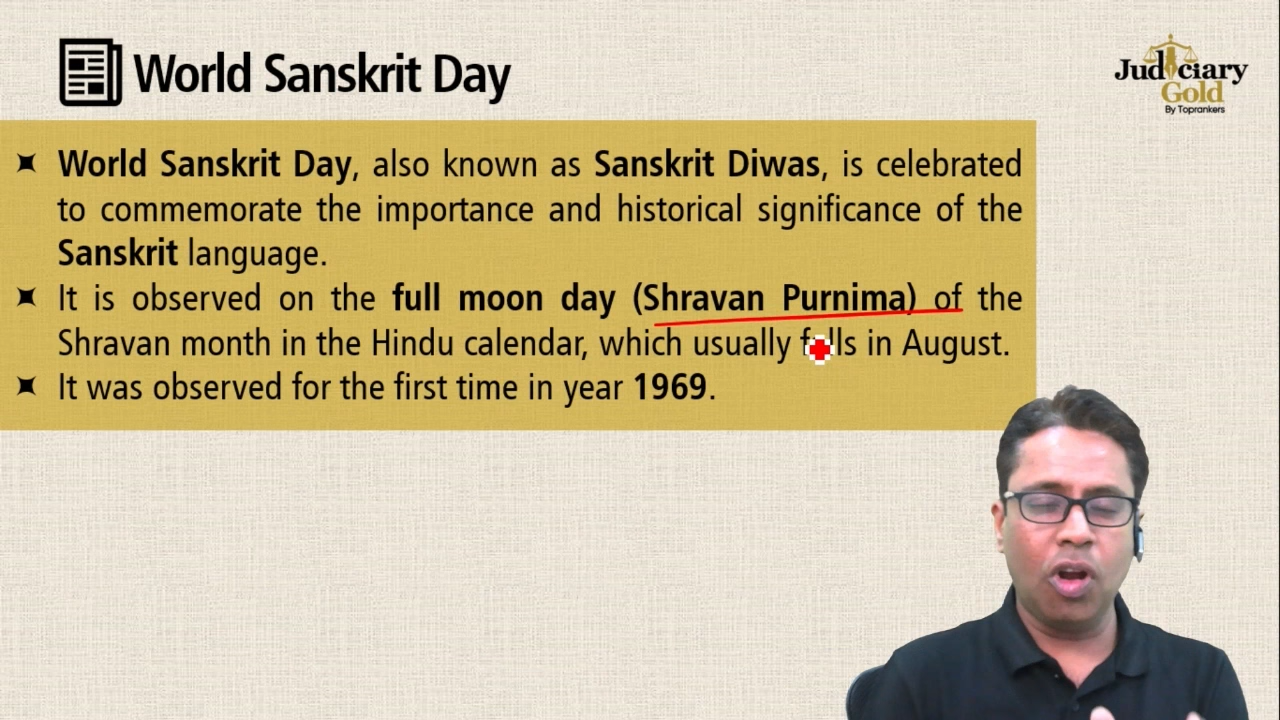 World Sanskrit Day
Judiciary
Gold
By Toprankers
World Sanskrit Day, also known as Sanskrit Diwas, is celebrated
to commemorate the importance and historical significance of the
Sanskrit language.
It is observed on the full moon day (Shravan Purnima) of the
Shravan month in the Hindu calendar, which usually falls in August.
It was observed for the first time in year 1969.